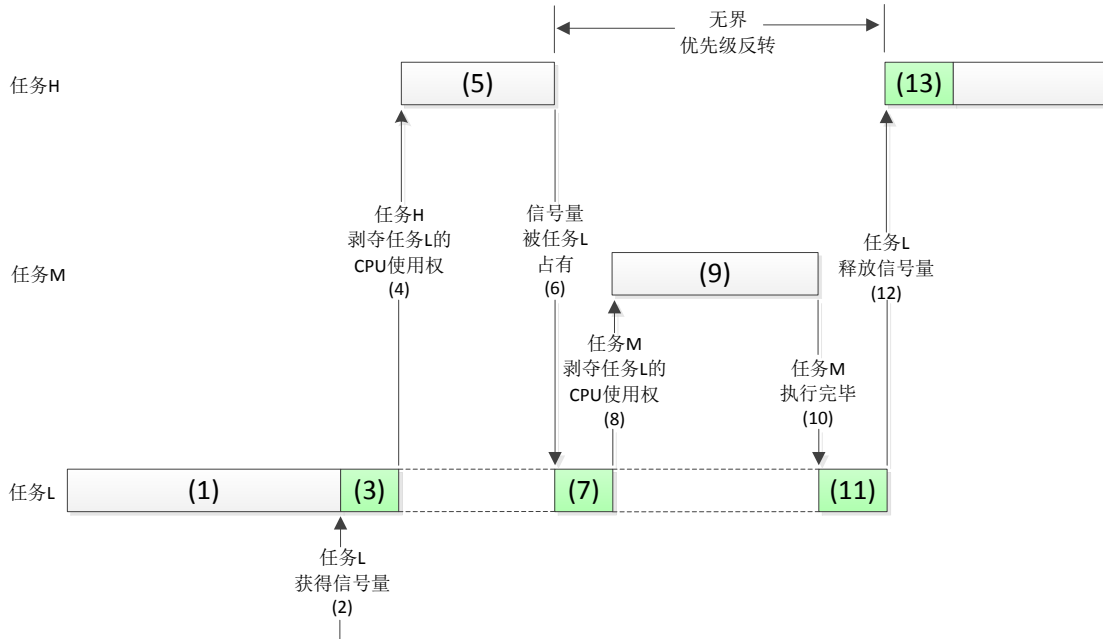 无界
优先级反转
任务H
(5)
(13)
任务H
剥夺任务L的
CPU使用权
(4)
信号量
被任务L
占有
(6)
任务L
释放信号量
(12)
任务M
(9)
任务M
剥夺任务L的
CPU使用权
(8)
任务M
执行完毕
(10)
任务L
(1)
(3)
(7)
(11)
任务L
获得信号量
(2)